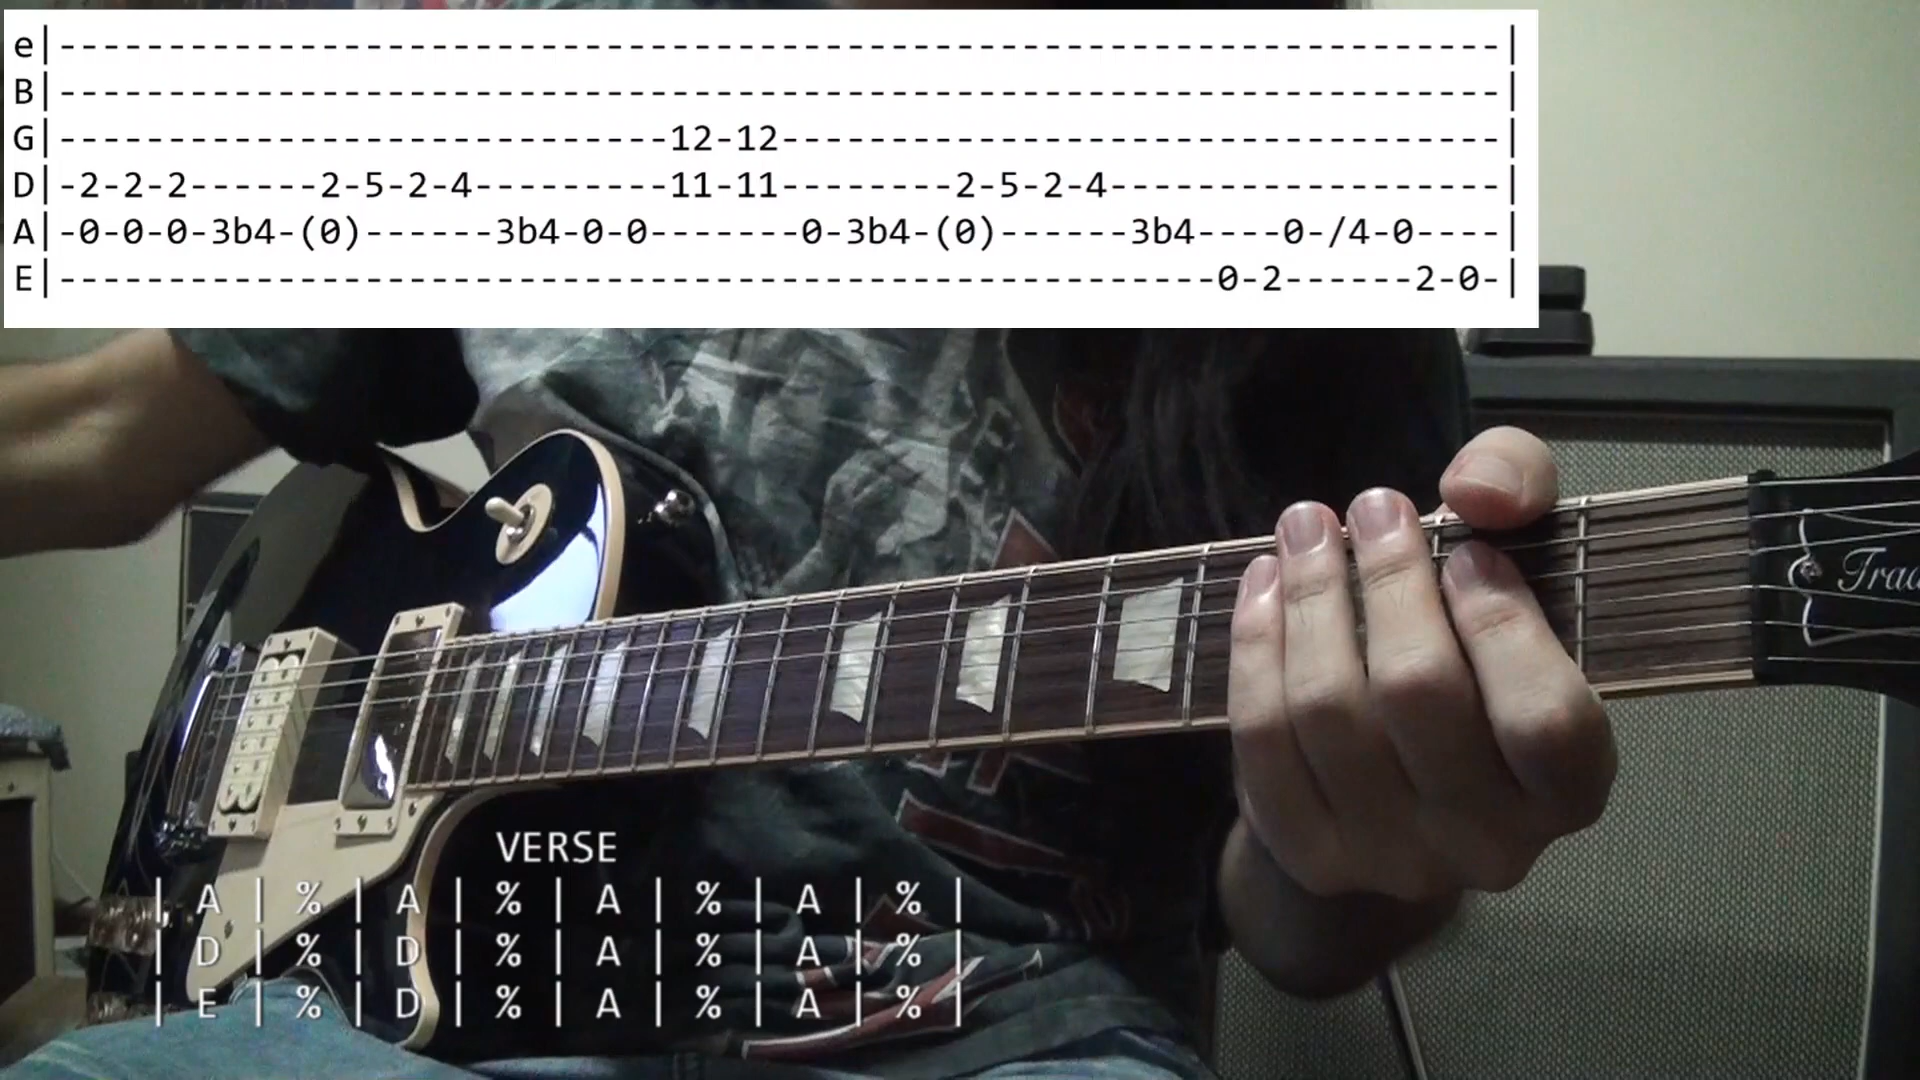 e|------------------------------------------------------------------|
B|------------------------------------------------------------------|
G|----------------------------12-12---------------------------------|
D|-2-2-2------2-5-2-4---------11-11--------2-5-2-4------------------|
A|-0-0-0-3b4-(0)------3b4-0-0-------0-3b4-(0)------3b4----0-/4-0----|
E|-----------------------------------------------------0-2------2-0-|
VERSE
| A | % | A | % | A | % | A | % |
| D | % | D | % | A | % | A | % |
| E | % | D | % | A | % | A | % |